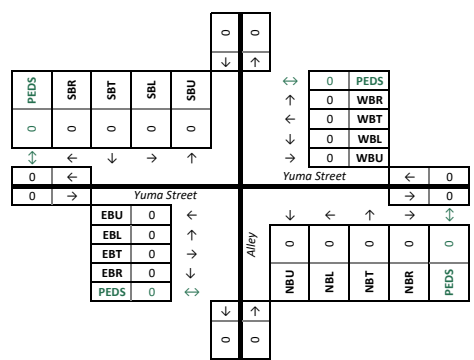 0 0
↓ ↑
PEDS SBR SBT SBL SBU
0 0 0 0 0
↕ ← ↓ → ↑
↔ 0 PEDS
↑ 0 WBR
← 0 WBT
↓ 0 WBL
→ 0 WBU
0 ←
0 →
Yuma Street
Yuma Street
← 0
→ 0
EBU 0 ←
EBL 0 ↑
EBT 0 →
EBR 0 ↓
PEDS 0 ↔
Alley
↓ ← ↑ → ↕
0 0 0 0 0
NBU NBL NBT NBR PEDS
↓ ↑
0 0